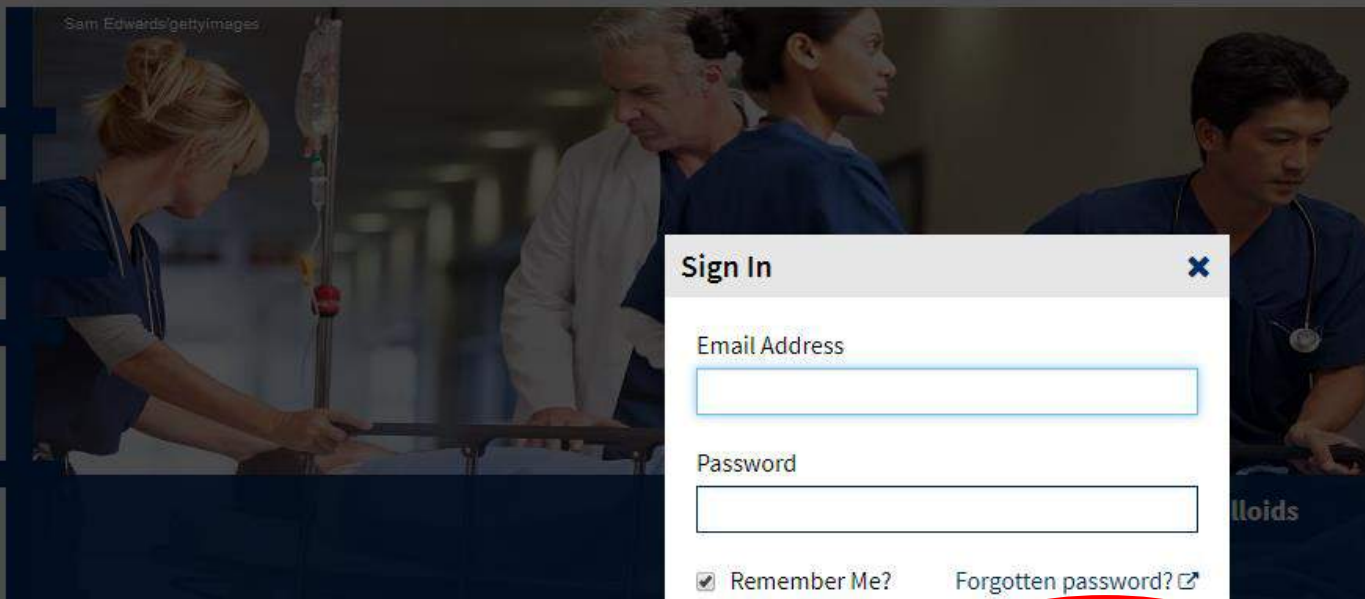 Sam Edwards/gettyimages
Sign In
Email Address
Password
lloids
Remember Me? Forgotten password?